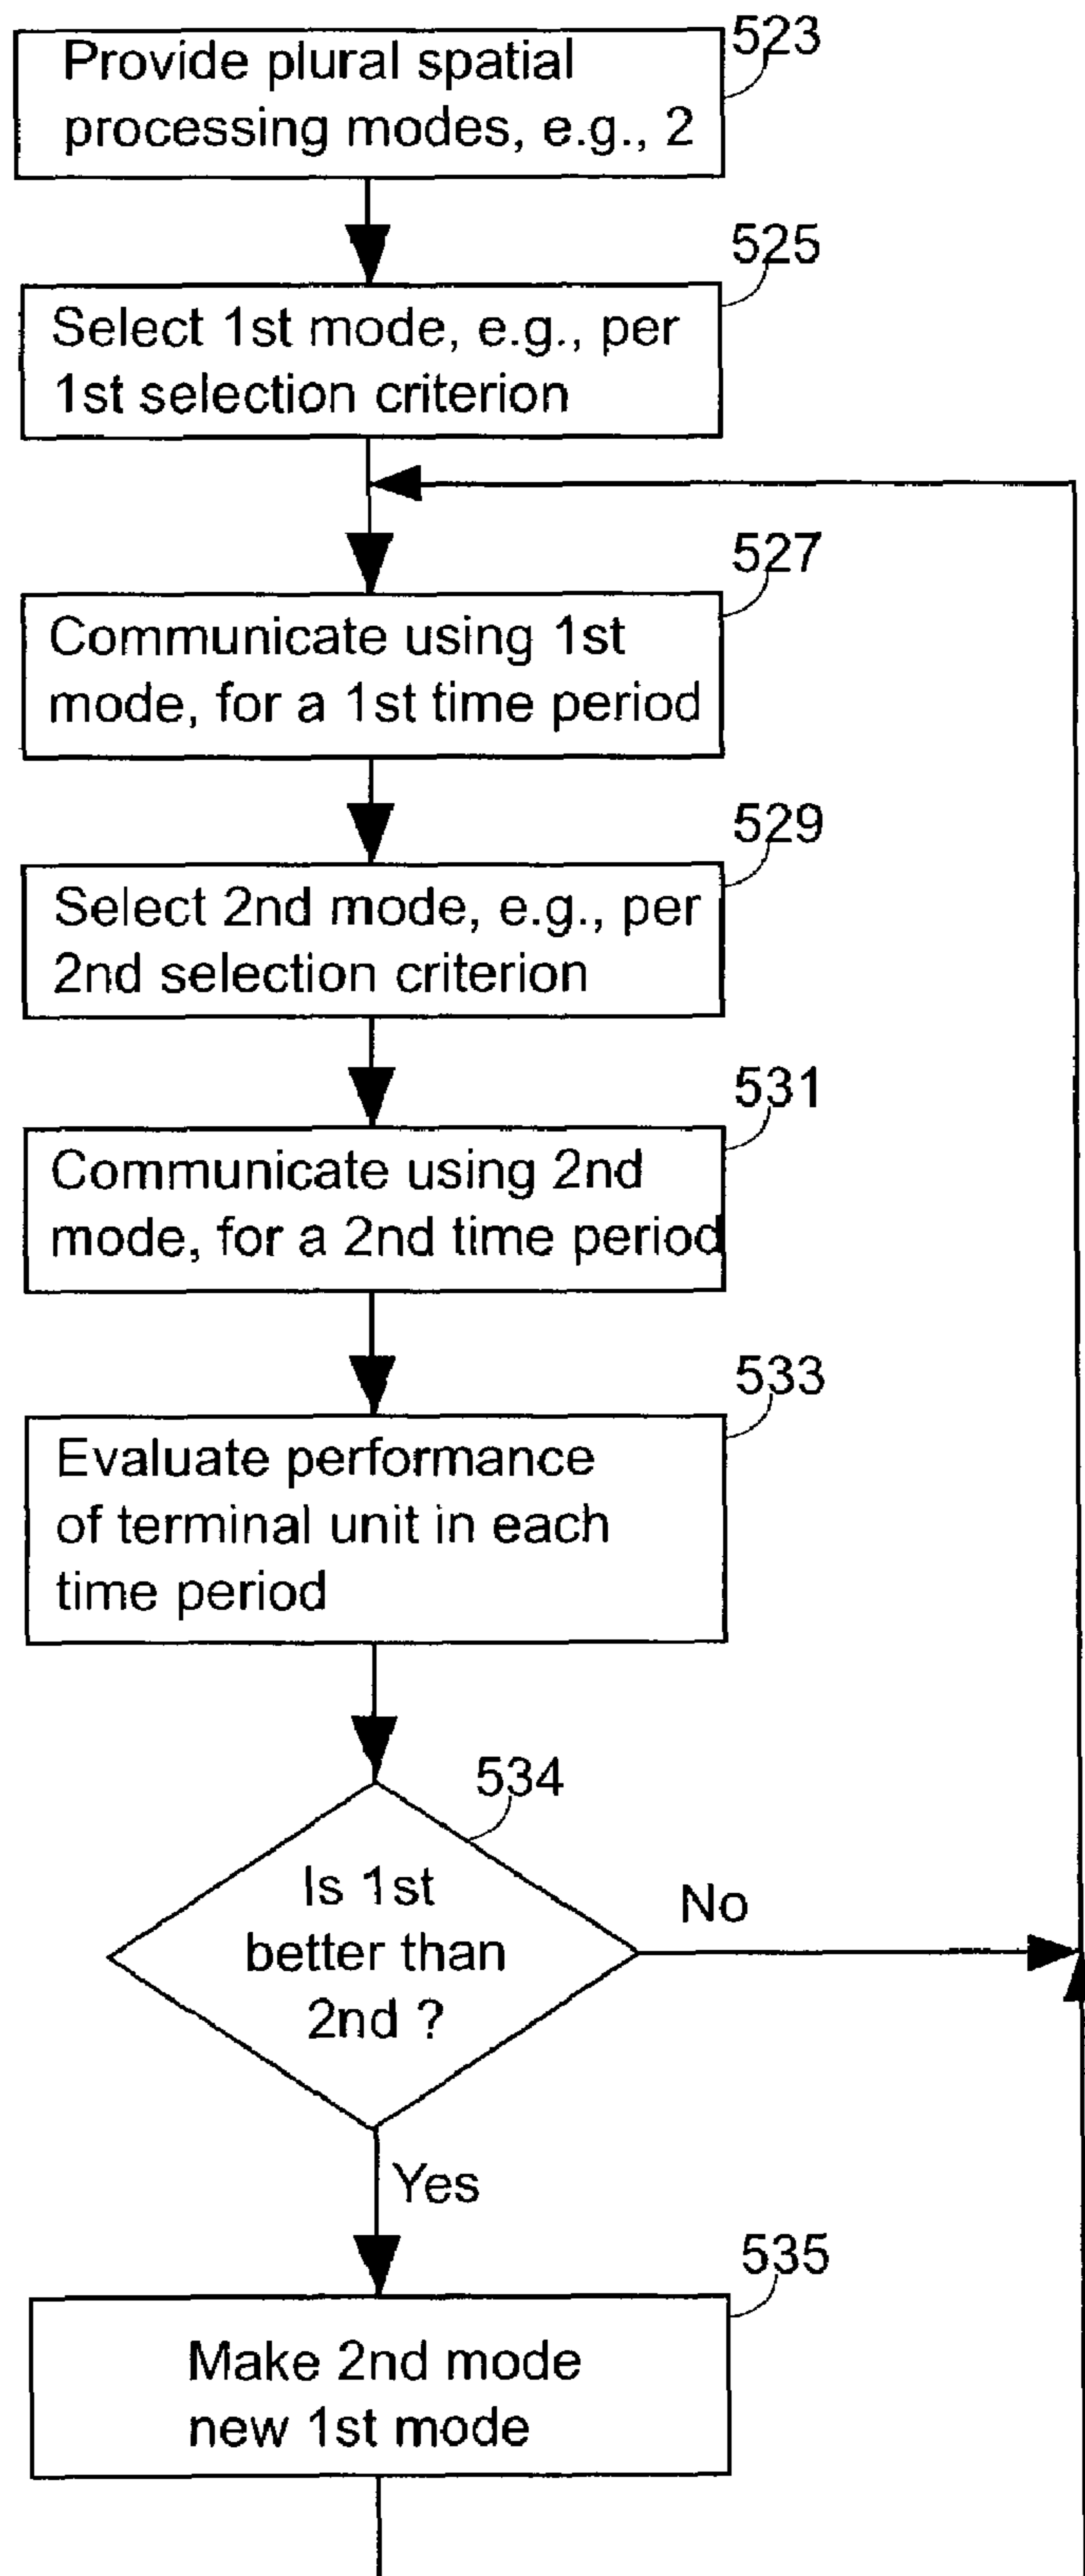 523
Provide plural spatial
processing modes, e.g., 2
525
Select 1st mode, e.g., per
1st selection criterion
527
Communicate using 1st
mode, for a 1st time period
529
Select 2nd mode, e.g., per
2nd selection criterion
531
Communicate using 2nd
mode, for a 2nd time period
533
Evaluate performance
of terminal unit in each
time period
534
Is 1st
better than
2nd ?
No
Yes
535
Make 2nd mode
new 1st mode